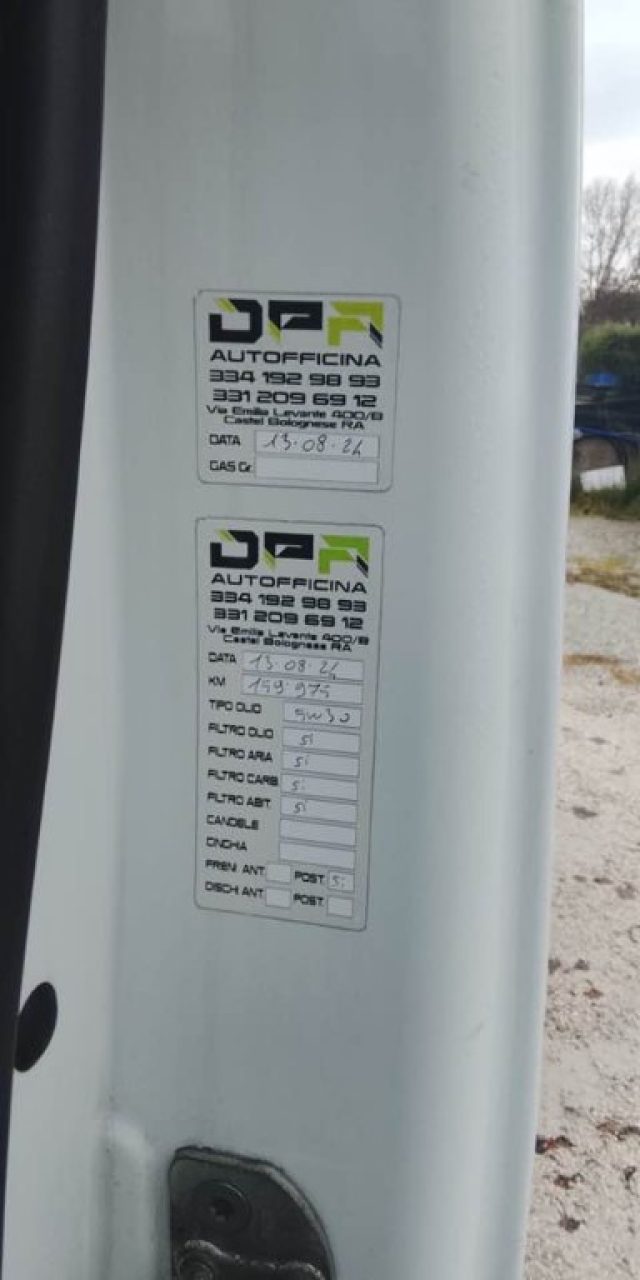 DPA
AUTOFFICINA
334 192 98 93
331 209 69 12
Via Emilia Levante 400/B
Castel Bolognese RA
DATA 13.08.24
GAS Gr.
DPA
AUTOFFICINA
334 192 98 93
331 209 69 12
Via Emilia Levante 400/B
Castel Bolognese RA
DATA 13.08.24
KM
TIPO OLIO 5W30
FILTRO OLIO si
FILTRO ARIA si
FILTRO CARB. si
FILTRO ABIT. si
CANDELE
CINGHIA
FRENI ANT. POST. si
DISCHI ANT. POST.